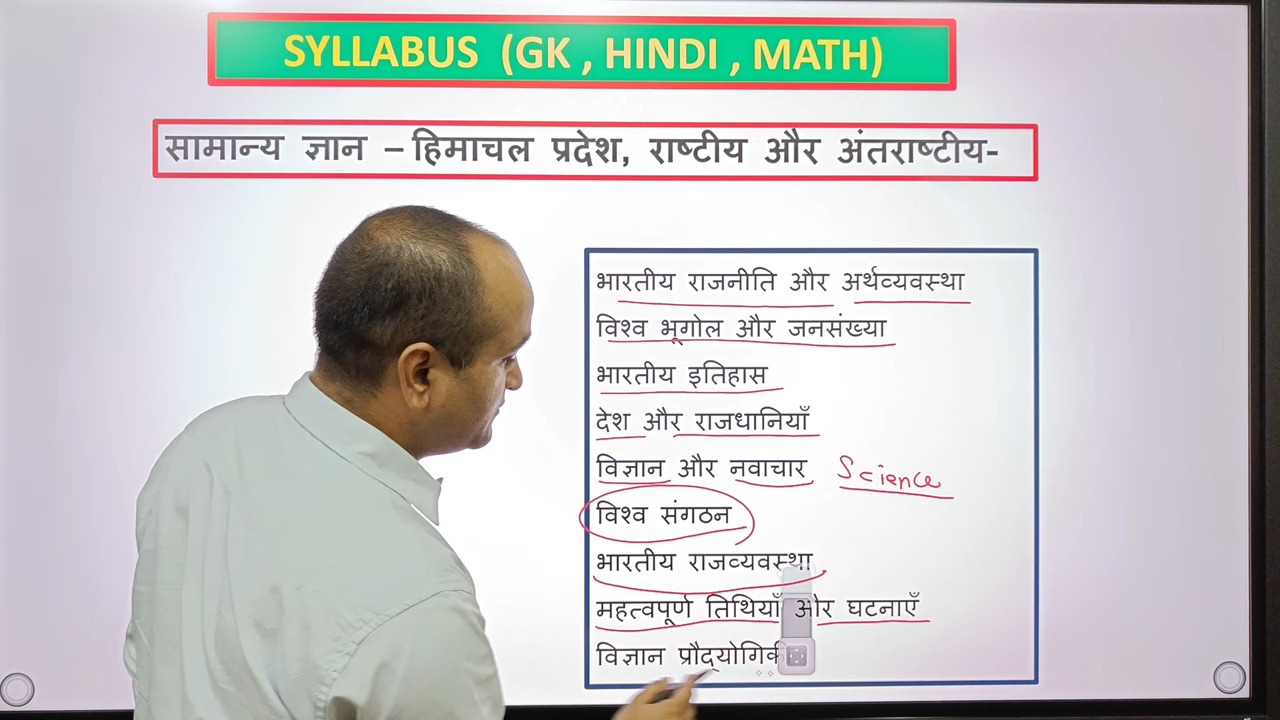 SYLLABUS (GK , HINDI , MATH)
सामान्य ज्ञान – हिमाचल प्रदेश, राष्टीय और अंतराष्टीय-
भारतीय राजनीति और अर्थव्यवस्था
विश्व भूगोल और जनसंख्या
भारतीय इतिहास
देश और राजधानियाँ
विज्ञान और नवाचार Science
विश्व संगठन
भारतीय राजव्यवस्था
महत्वपूर्ण तिथियाँ और घटनाएँ
विज्ञान प्रौद्योगिकी